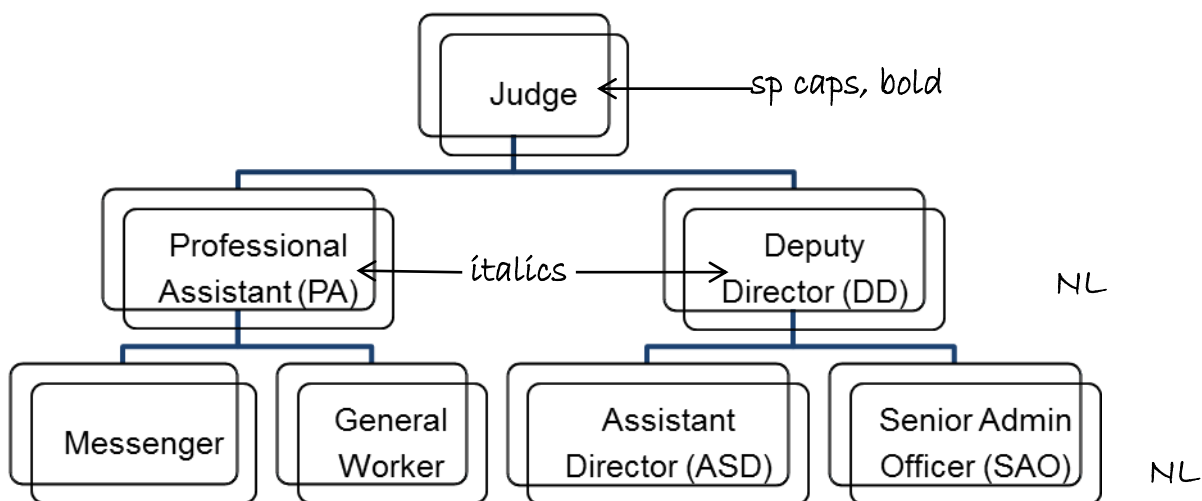 Judge
sp caps, bold
Professional
Assistant (PA)
italics
Deputy
Director (DD)
NL
Messenger
General
Worker
Assistant
Director (ASD)
Senior Admin
Officer (SAO)
NL